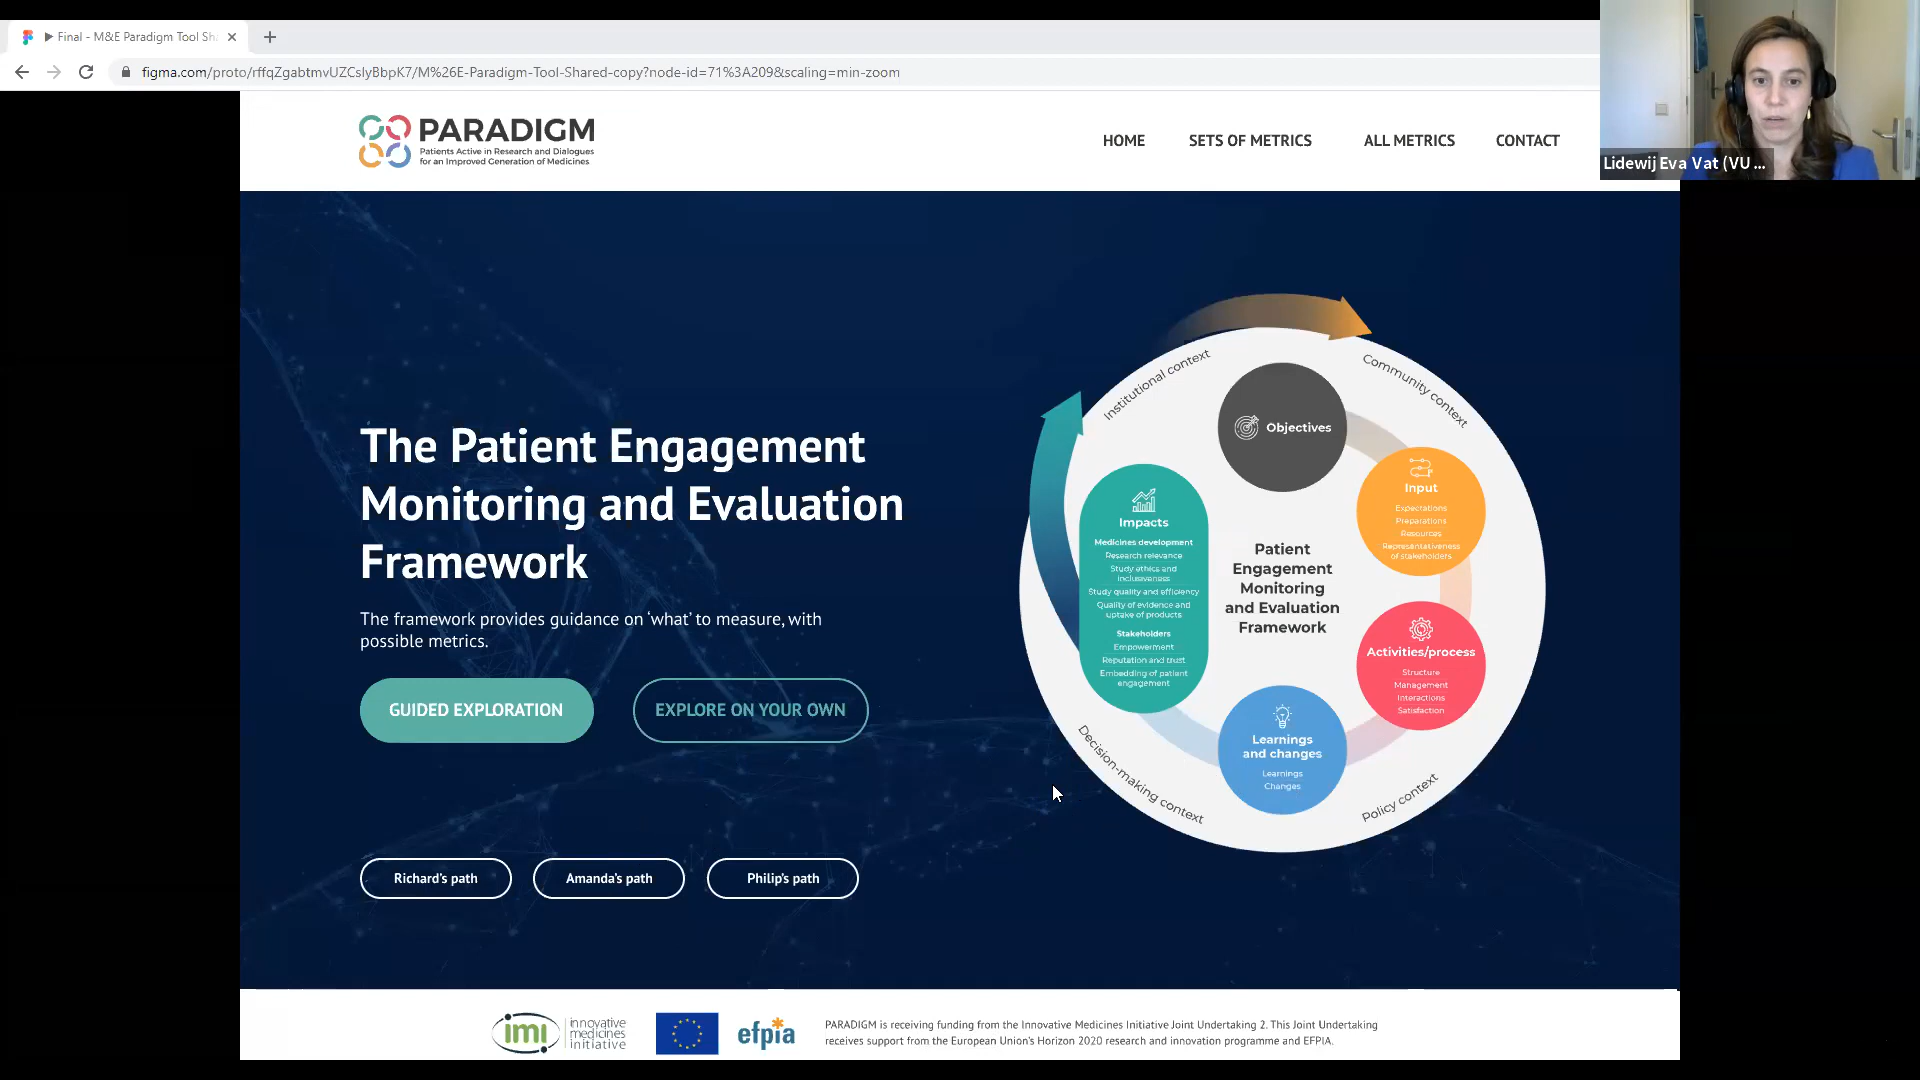 Final - M&E Paradigm Tool Sh
figma.com/proto/rffqZgabtmvUZCslyBbpK7/M%26E-Paradigm-Tool-Shared-copy?node-id=71%3A209&scaling=min-zoom
Lidewij Eva Vat (VU ...
PARADIGM
Patients Active in Research and Dialogues
for an Improved Generation of Medicines
HOME
SETS OF METRICS
ALL METRICS
CONTACT
The Patient Engagement
Monitoring and Evaluation
Framework
The framework provides guidance on ‘what’ to measure, with
possible metrics.
GUIDED EXPLORATION
EXPLORE ON YOUR OWN
Richard’s path
Amanda’s path
Philip’s path
Institutional context
Community context
Decision-making context
Policy context
Objectives
Input
Expectations
Preparations
Resources
Representativeness
of stakeholders
Activities/process
Structure
Management
Interactions
Satisfaction
Learnings
and changes
Learnings
Changes
Impacts
Medicines development
Research relevance
Study ethics and
inclusiveness
Study quality and efficiency
Quality of evidence and
uptake of products
Stakeholders
Empowerment
Reputation and trust
Embedding of patient
engagement
Patient
Engagement
Monitoring
and Evaluation
Framework
imi
innovative
medicines
initiative
efpia
PARADIGM is receiving funding from the Innovative Medicines Initiative Joint Undertaking 2. This Joint Undertaking
receives support from the European Union’s Horizon 2020 research and innovation programme and EFPIA.